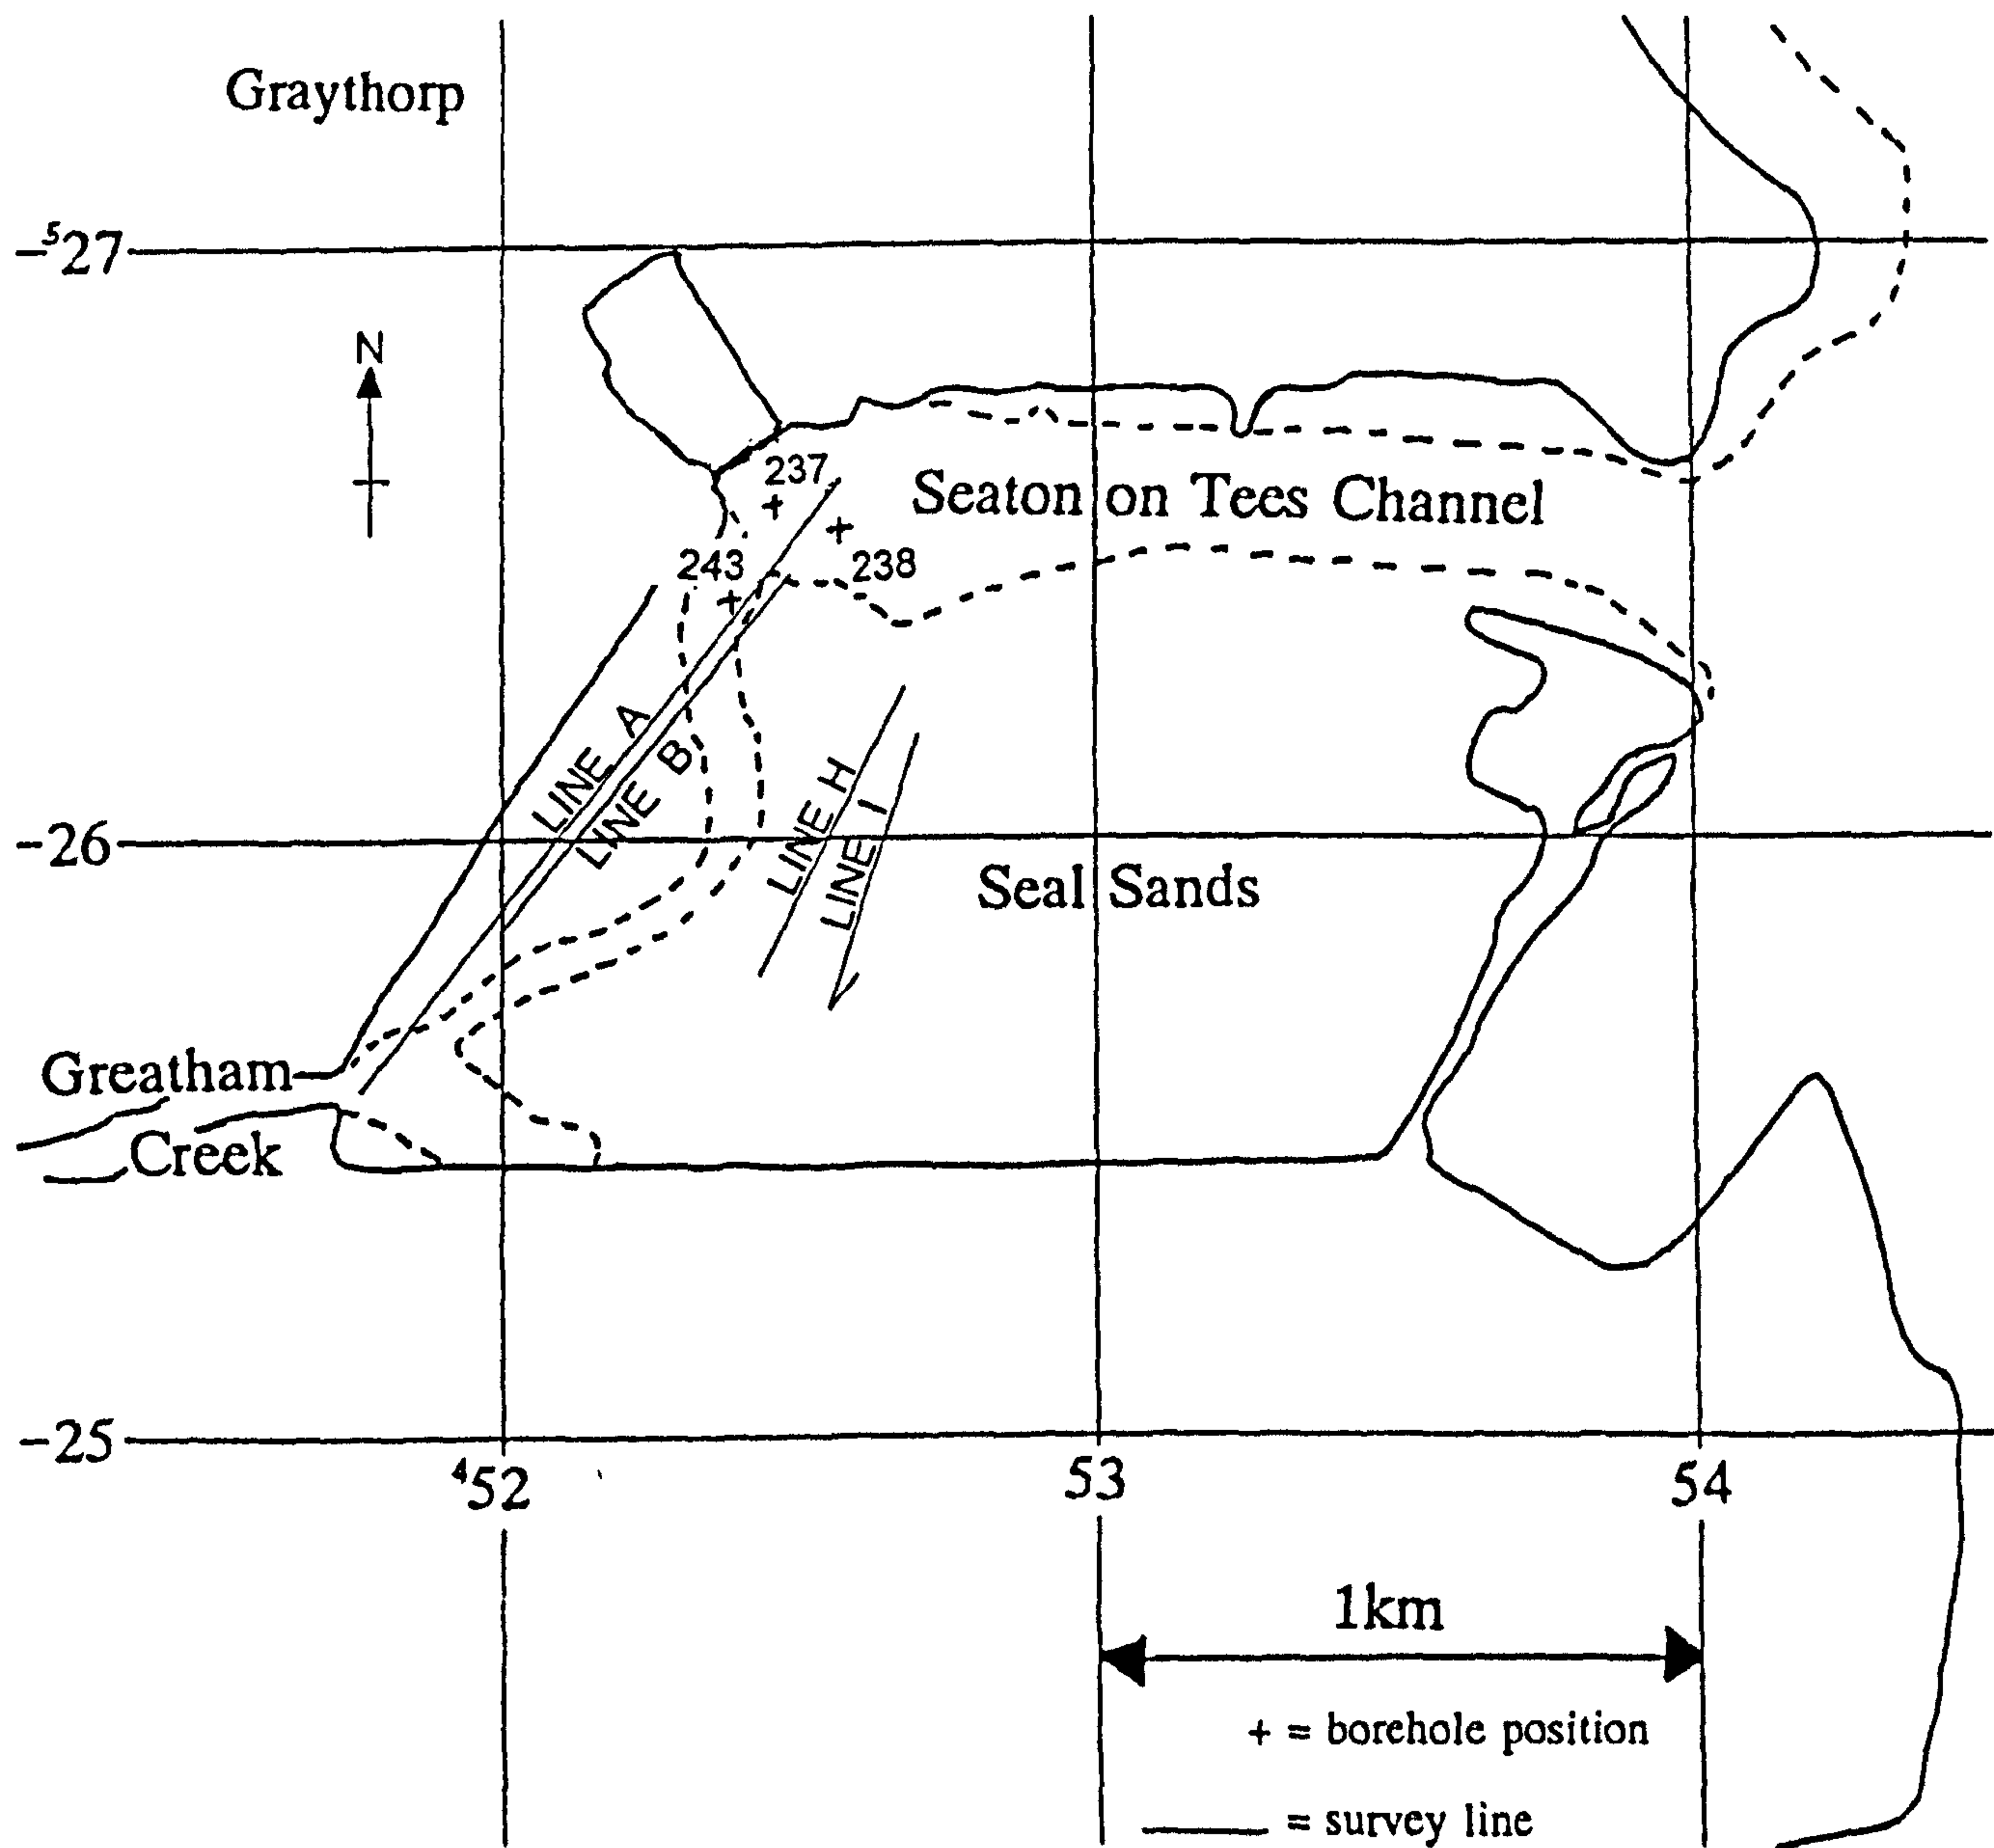 Graythorp
-⁵27
N
237
Seaton on Tees Channel
243
238
LINE A
LINE B
LINE H
LINE I
-26
Seal Sands
Greatham
Creek
-25
⁴52
53
54
1km
+ = borehole position
= survey line